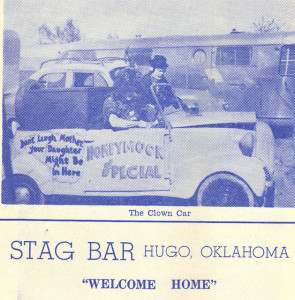 Don't Laugh Mother,
your Daughter
Might Be
in Here
HONEYMOON
SPECIAL
The Clown Car
STAG BAR HUGO, OKLAHOMA
"WELCOME HOME"